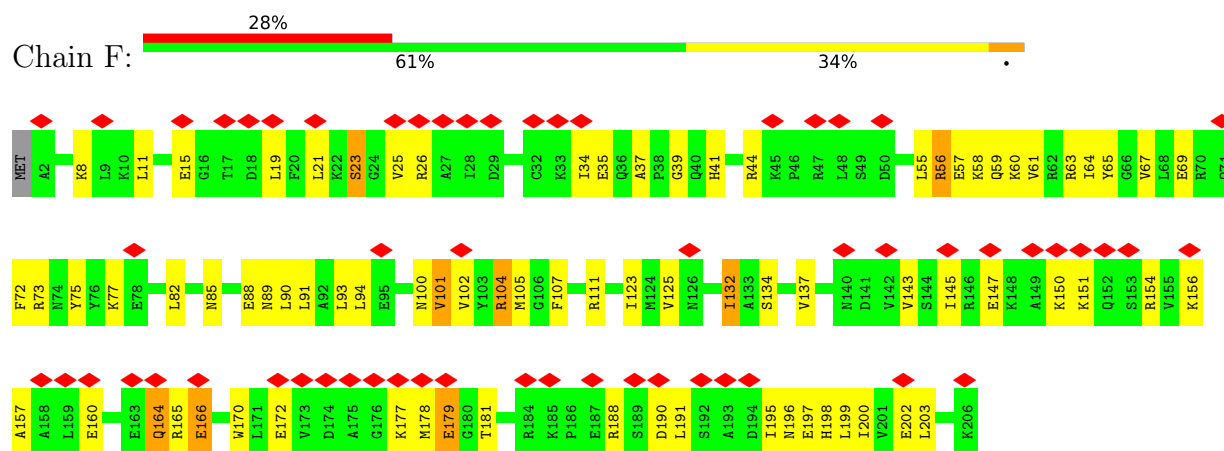 28%
Chain F:
61% 34% •
MET A2 K8 L9 K10 L11 E15 G16 T17 D18 L19 F20 L21 K22 S23 G24 V25 R26 A27 I28 D29 C32 K33 I34 E35 Q36 A37 P38 G39 Q40 H41 R44 K45 P46 R47 L48 S49 D50 L55 R56 E57 K58 Q59 K60 V61 R62 R63 I64 Y65 G66 V67 L68 E69 R70
F72 R73 N74 Y75 Y76 K77 E78 L82 N85 E88 N89 L90 L91 A92 L93 L94 E95 N100 V101 V102 Y103 R104 M105 G106 F107 R111 I123 M124 V125 N126 I132 A133 S134 V137 N140 D141 V142 V143 S144 I145 R146 E147 K148 A149 K150 K151 Q152 S153 R154 V155 K156
A157 A158 L159 E160 E163 Q164 R165 E166 W170 L171 E172 V173 D174 A175 G176 K177 M178 E179 G180 T181 R184 K185 P186 E187 R188 S189 D190 L191 S192 A193 D194 I195 N196 E197 H198 L199 I200 V201 E202 L203 K206